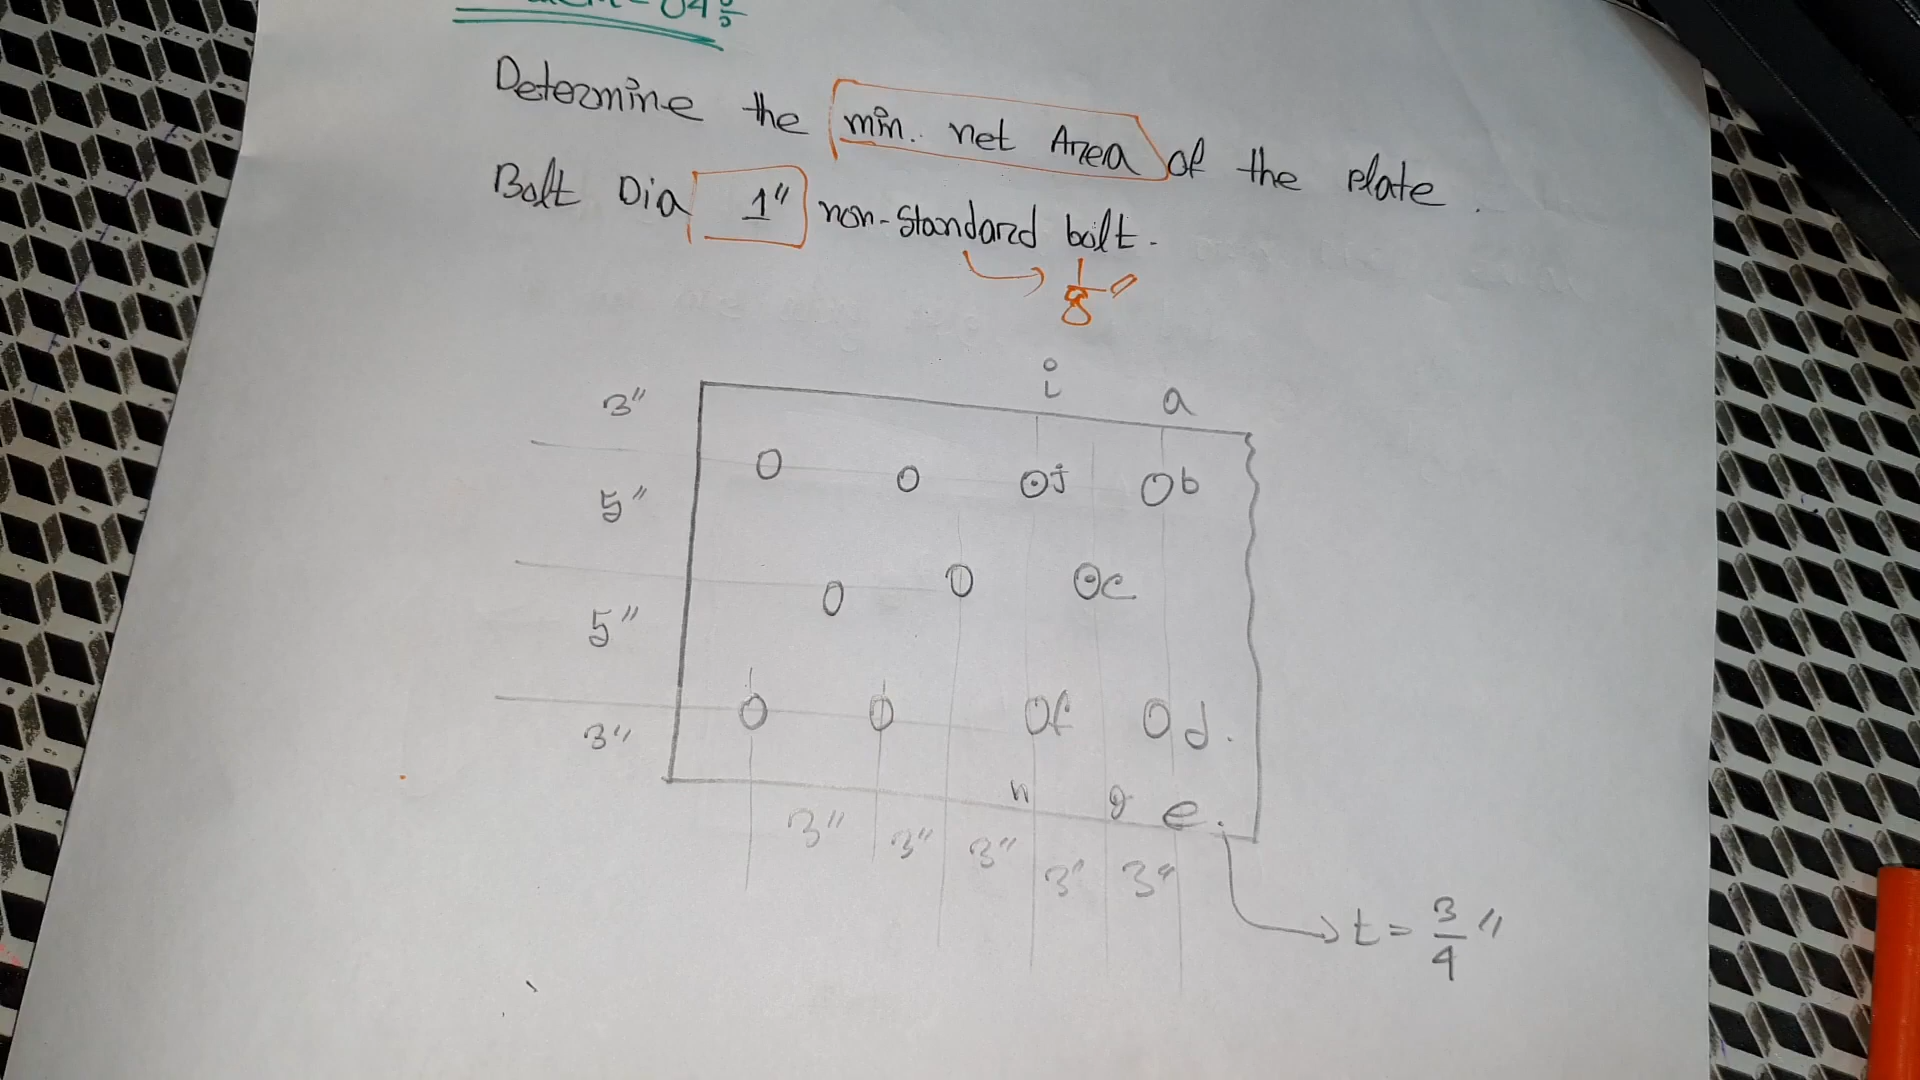 Determine the min. net Area of the plate.
Bolt Dia 1" non-standard bolt.
1/8"
i
a
3"
j
b
5"
c
5"
f
d.
3"
n
g
e.
3"
3"
3"
3"
3"
t = 3/4"